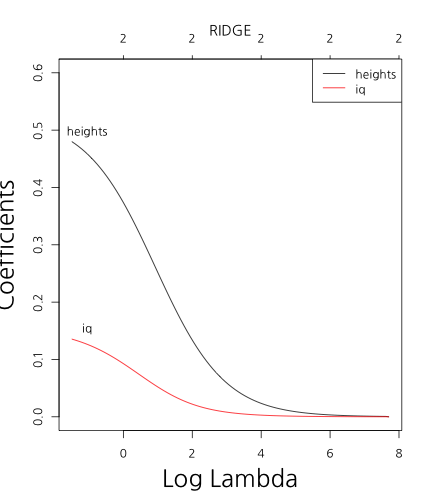 RIDGE
2 2 2 2 2
heights
iq
0.6
0.5
0.4
0.3
0.2
0.1
0.0
heights
iq
Coefficients
0 2 4 6 8
Log Lambda